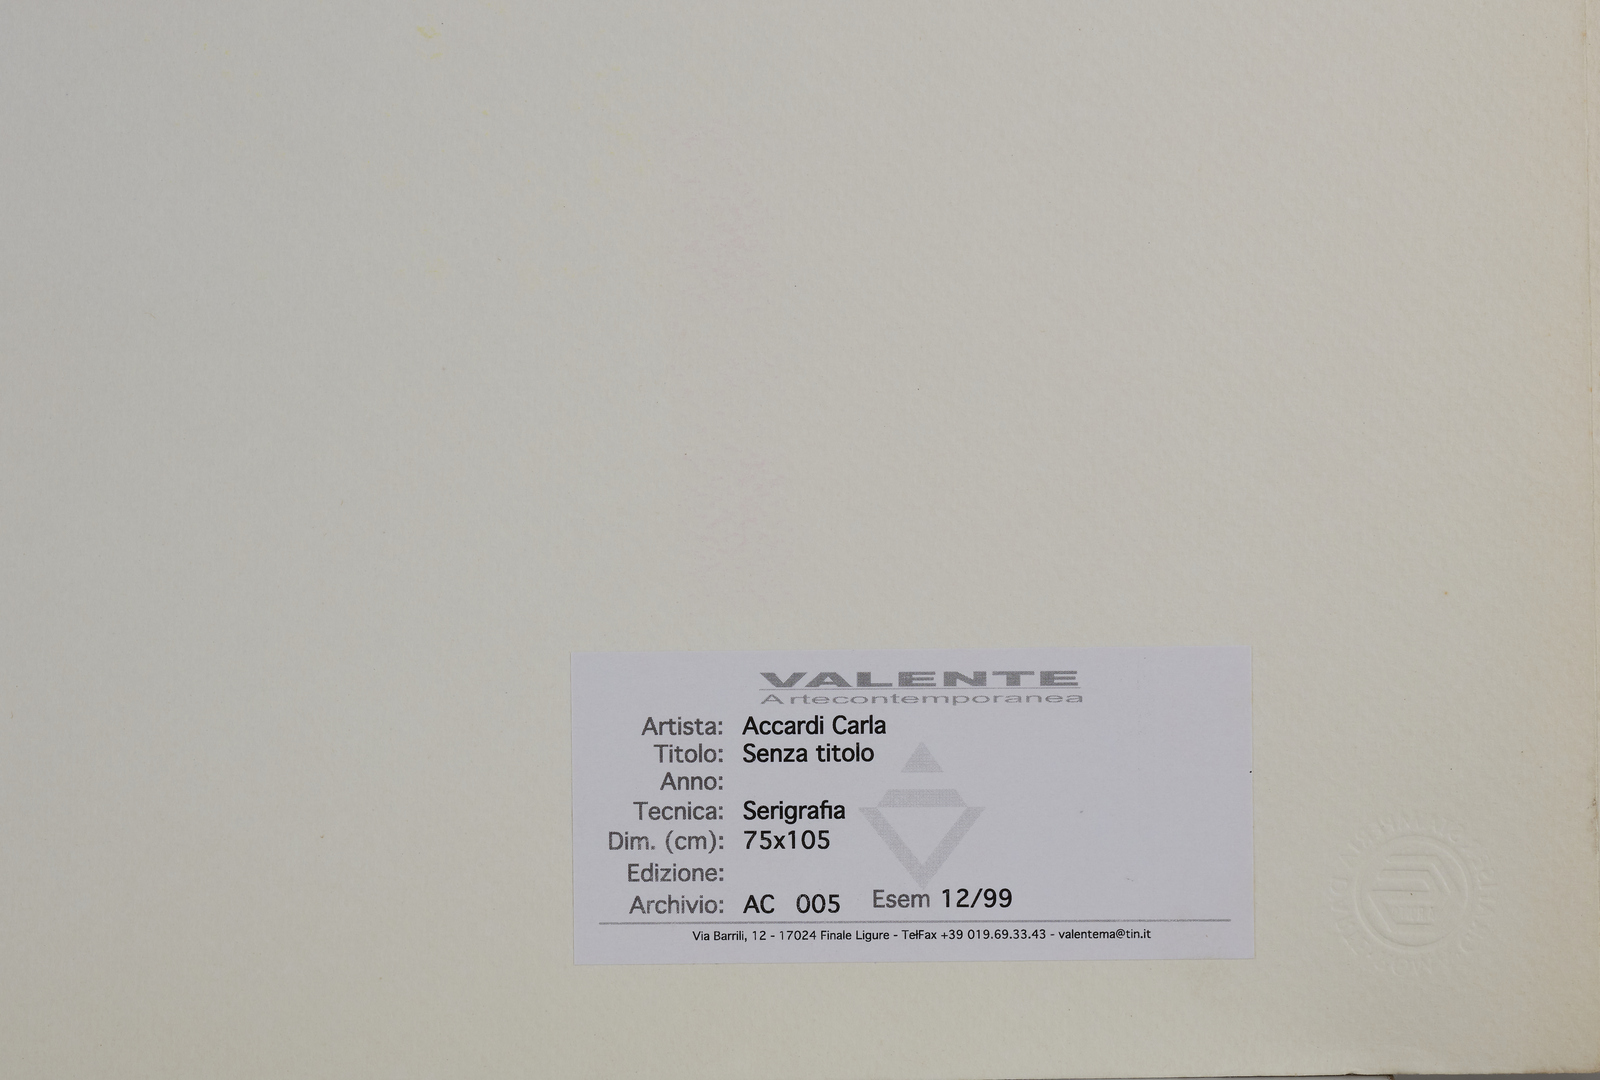 VALENTE
Artecontemporanea
Artista: Accardi Carla
Titolo: Senza titolo
Anno:
Tecnica: Serigrafia
Dim. (cm): 75x105
Edizione:
Archivio: AC 005 Esem 12/99
Via Barrili, 12 - 17024 Finale Ligure - TelFax +39 019.69.33.43 - valentema@tin.it